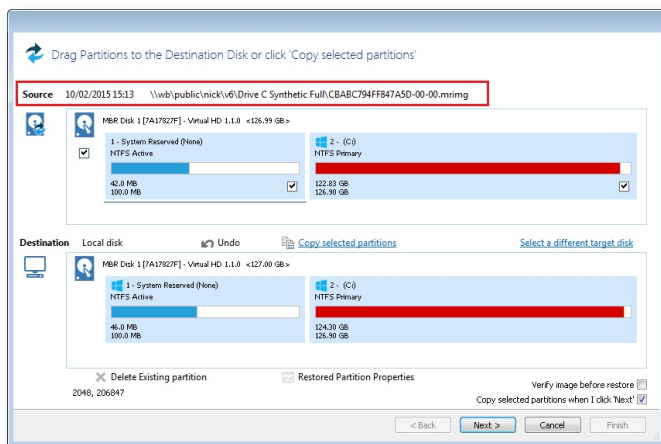 Drag Partitions to the Destination Disk or click 'Copy selected partitions'
Source 10/02/2015 15:13 \\wb\public\nick\v6\Drive C Synthetic Full\CBABC794FF847A5D-00-00.mrimg
MBR Disk 1 [7A17827F] - Virtual HD 1.1.0 <126.99 GB>
1 - System Reserved (None)
NTFS Active
42.0 MB
100.0 MB
2 - (C:)
NTFS Primary
122.83 GB
126.90 GB
Destination Local disk Undo Copy selected partitions Select a different target disk
MBR Disk 1 [7A17827F] - Virtual HD 1.1.0 <127.00 GB>
1 - System Reserved (None)
NTFS Active
46.0 MB
100.0 MB
2 - (C:)
NTFS Primary
124.30 GB
126.90 GB
Delete Existing partition Restored Partition Properties
2048, 206847
Verify image before restore
Copy selected partitions when I click 'Next'
< Back Next > Cancel Finish